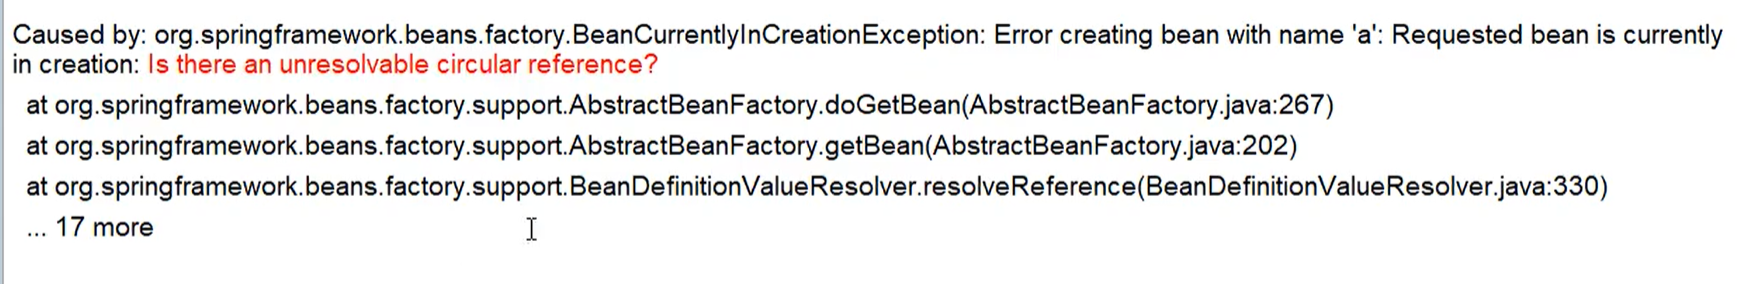 Caused by: org.springframework.beans.factory.BeanCurrentlyInCreationException: Error creating bean with name 'a': Requested bean is currently
in creation: Is there an unresolvable circular reference?
at org.springframework.beans.factory.support.AbstractBeanFactory.doGetBean(AbstractBeanFactory.java:267)
at org.springframework.beans.factory.support.AbstractBeanFactory.getBean(AbstractBeanFactory.java:202)
at org.springframework.beans.factory.support.BeanDefinitionValueResolver.resolveReference(BeanDefinitionValueResolver.java:330)
... 17 more